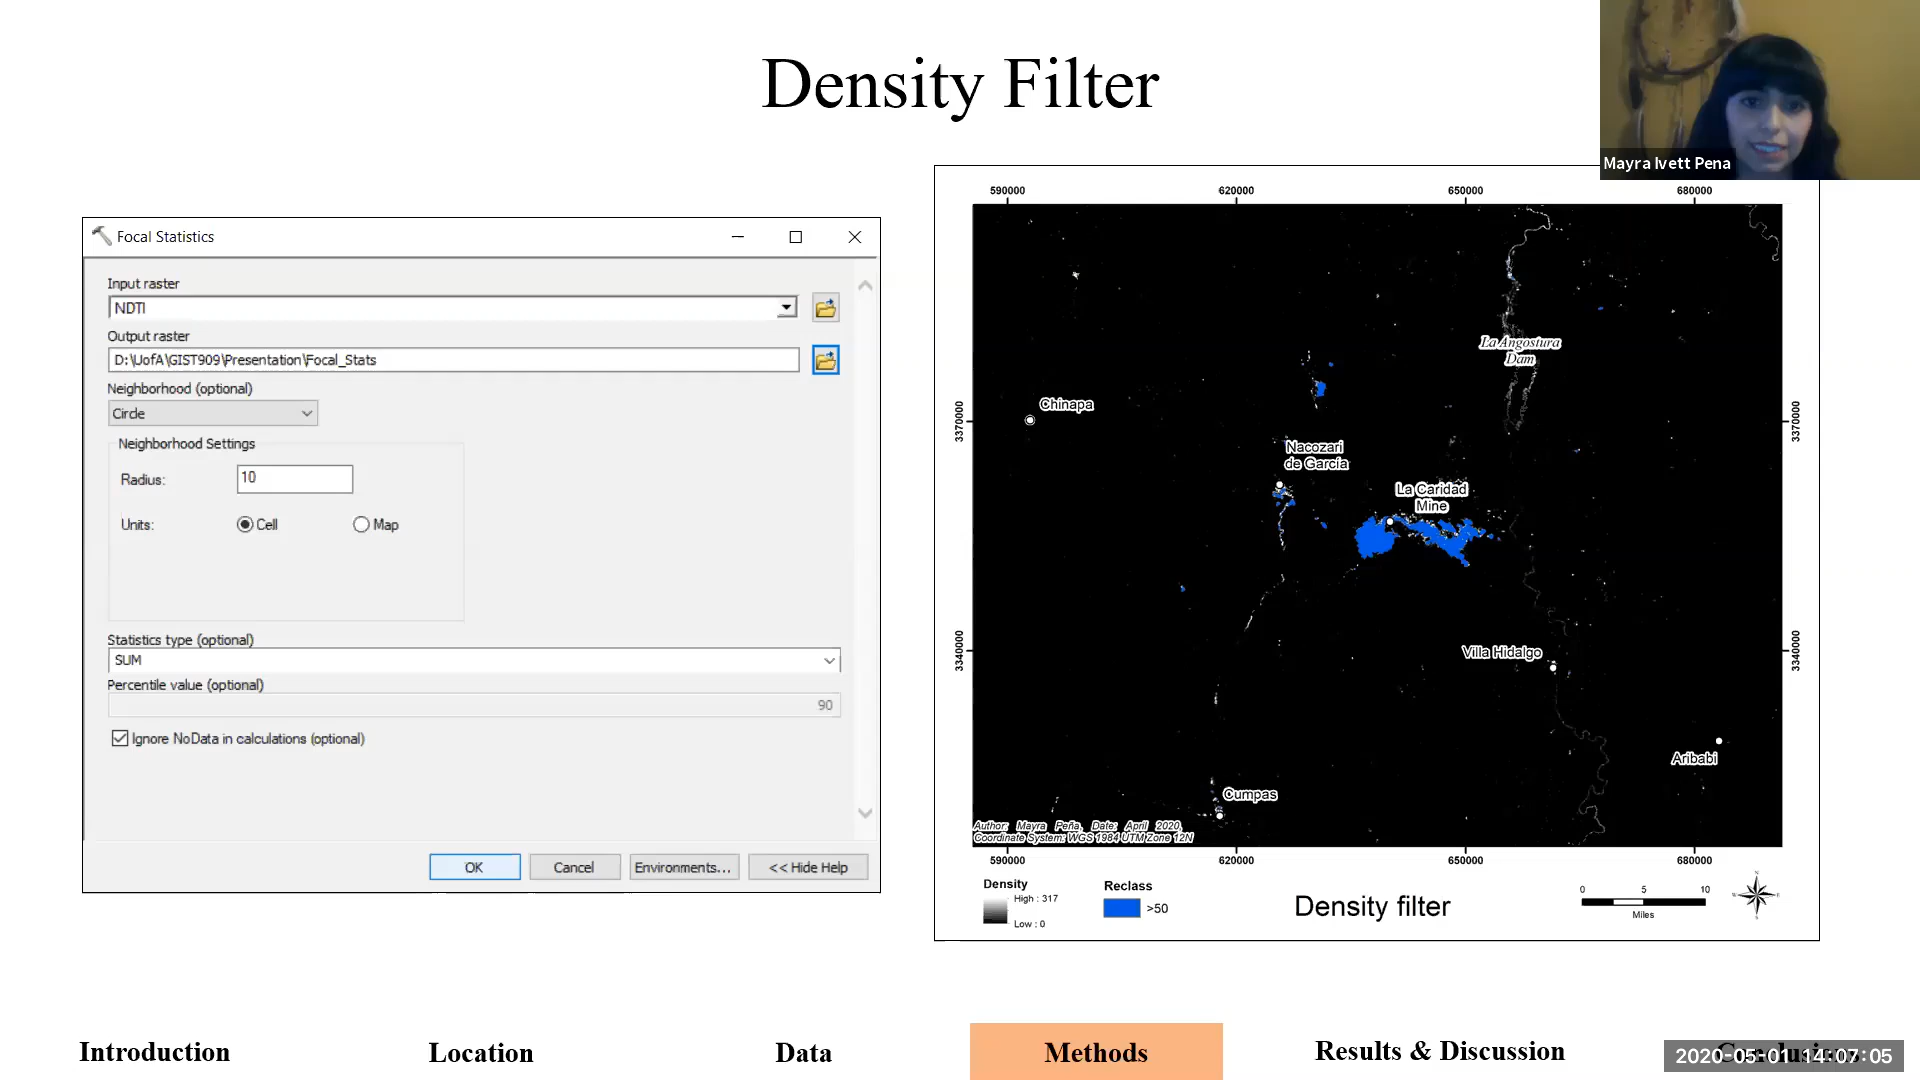 Density Filter
Mayra Ivett Pena
Focal Statistics
Input raster
NDTI
Output raster
D:\UofA\GIST909\Presentation\Focal_Stats
Neighborhood (optional)
Circle
Neighborhood Settings
Radius:
10
Units:
Cell
Map
Statistics type (optional)
SUM
Percentile value (optional)
90
Ignore NoData in calculations (optional)
OK
Cancel
Environments...
<< Hide Help
590000
620000
650000
680000
3370000
3370000
3340000
3340000
La Angostura
Dam
Chinapa
Nacozari
de García
La Caridad
Mine
Villa Hidalgo
Aribabi
Cumpas
Author: Mayra Peña, Date: April 2020,
Coordinate System: WGS 1984 UTM Zone 12N
590000
620000
650000
680000
Density
High : 317
Low : 0
Reclass
>50
Density filter
0 5 10
Miles
N
W
E
S
Introduction
Location
Data
Methods
Results & Discussion
2020-05-01 14:07:05